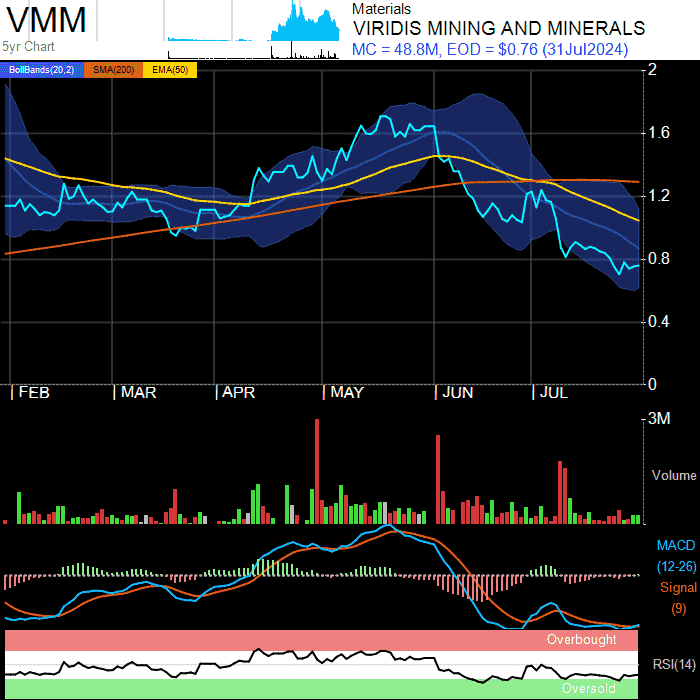 VMM
5yr Chart
Materials
VIRIDIS MINING AND MINERALS
MC = 48.8M, EOD = $0.76 (31Jul2024)
BollBands(20,2) SMA(200) EMA(50)
2
1.6
1.2
0.8
0.4
0
FEB MAR APR MAY JUN JUL
3M
Volume
MACD
(12-26)
Signal
(9)
Overbought
RSI(14)
Oversold